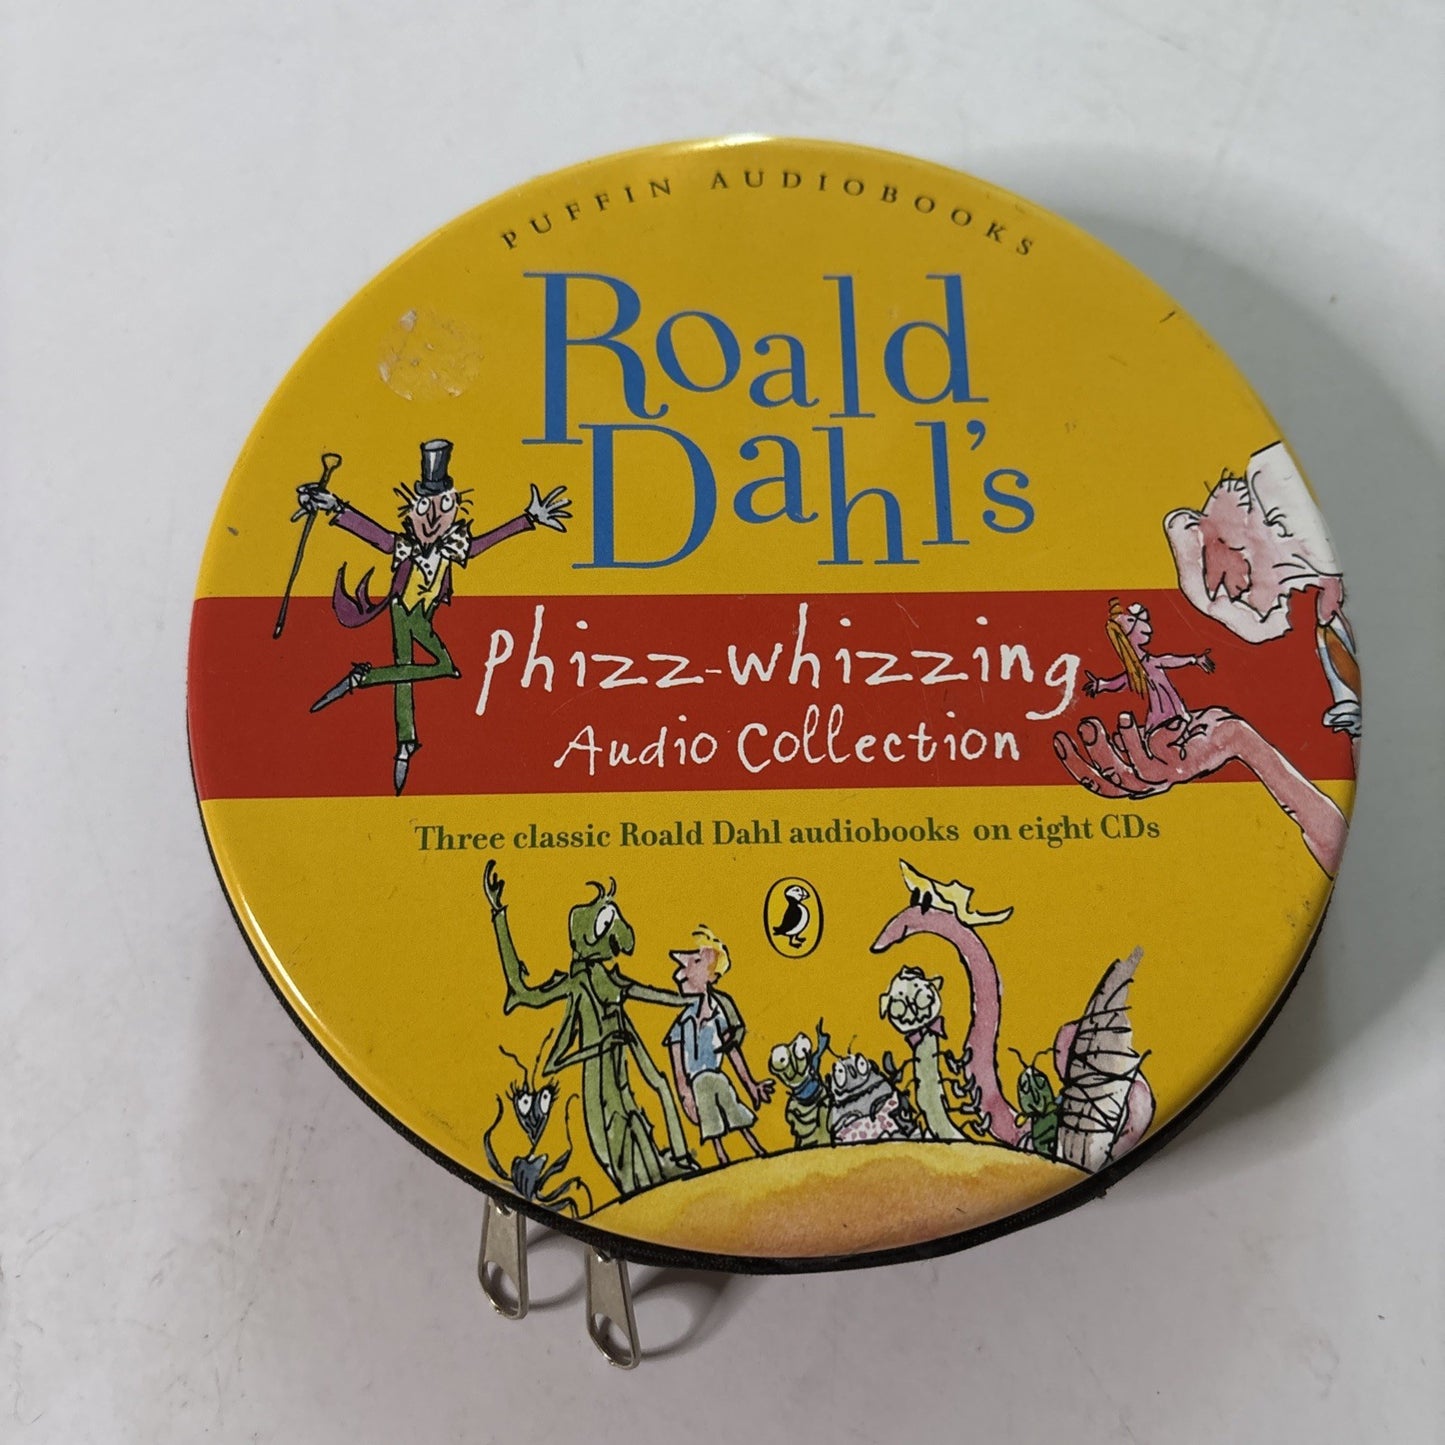 PUFFIN AUDIOBOOKS
Roald
Dahl's
phizz-whizzing
Audio Collection
Three classic Roald Dahl audiobooks on eight CDs